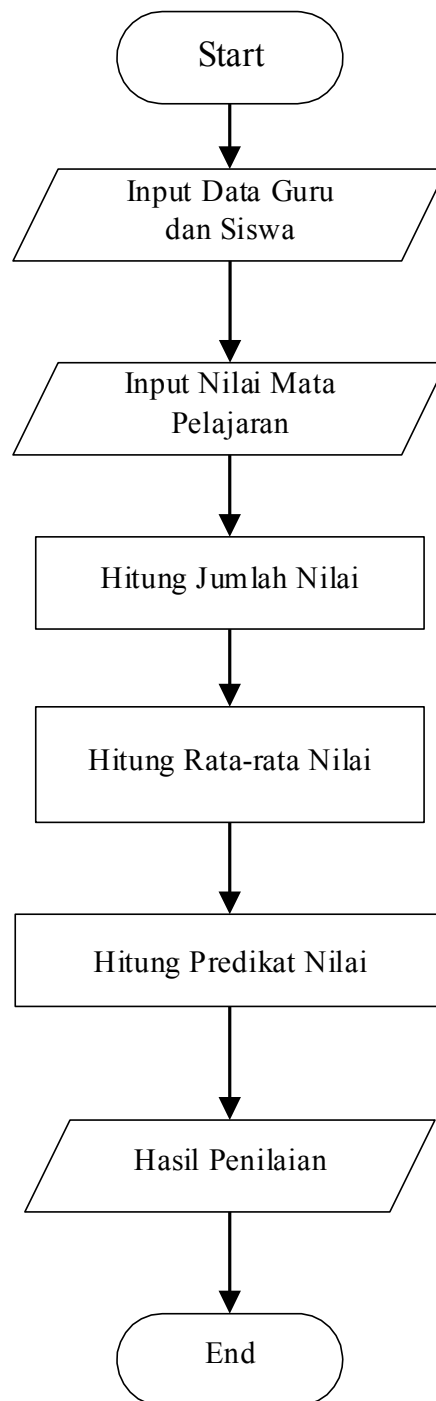 Start
Input Data Guru
dan Siswa
Input Nilai Mata
Pelajaran
Hitung Jumlah Nilai
Hitung Rata-rata Nilai
Hitung Predikat Nilai
Hasil Penilaian
End